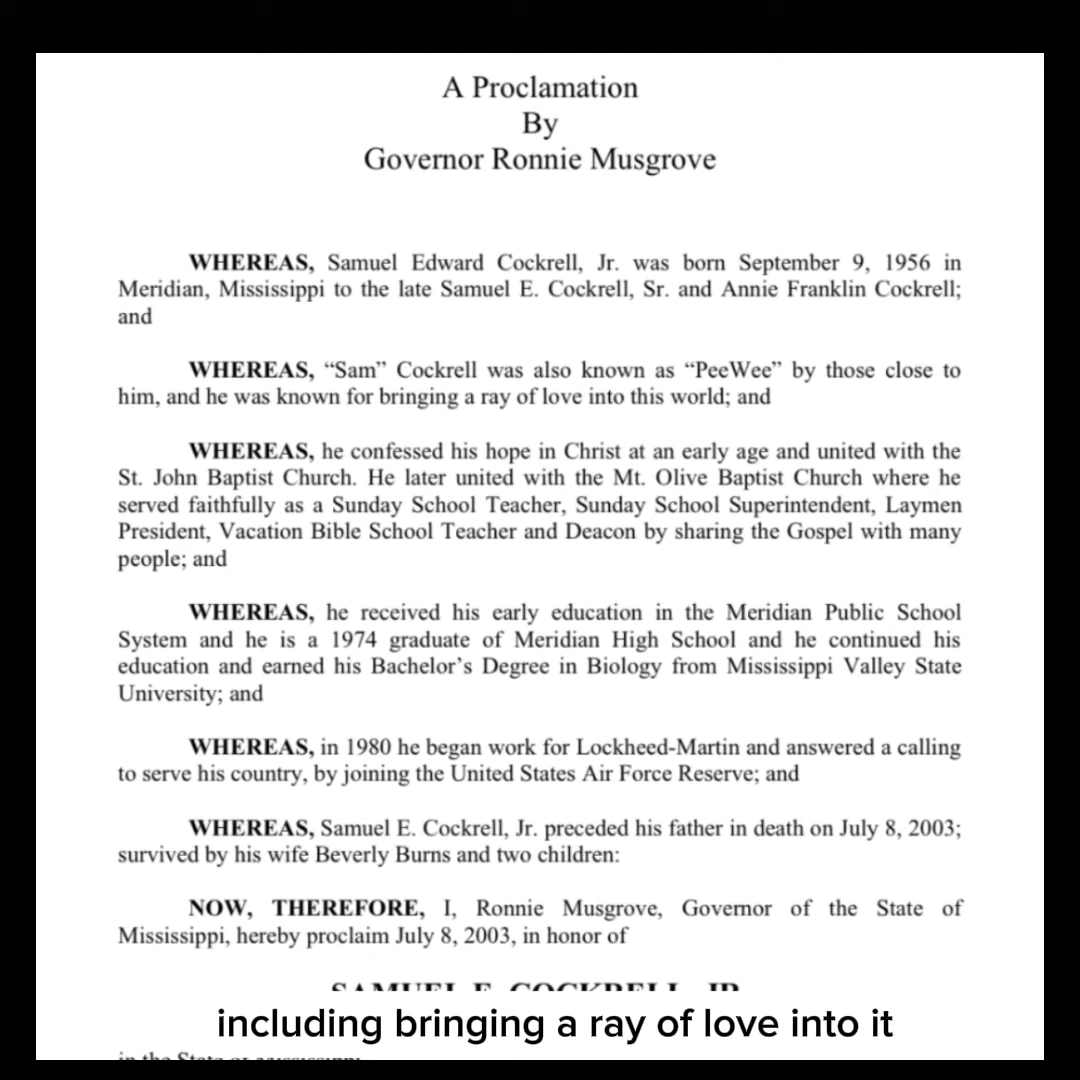 A Proclamation
By
Governor Ronnie Musgrove
WHEREAS, Samuel Edward Cockrell, Jr. was born September 9, 1956 in
Meridian, Mississippi to the late Samuel E. Cockrell, Sr. and Annie Franklin Cockrell;
and
WHEREAS, “Sam” Cockrell was also known as “PeeWee” by those close to
him, and he was known for bringing a ray of love into this world; and
WHEREAS, he confessed his hope in Christ at an early age and united with the
St. John Baptist Church. He later united with the Mt. Olive Baptist Church where he
served faithfully as a Sunday School Teacher, Sunday School Superintendent, Laymen
President, Vacation Bible School Teacher and Deacon by sharing the Gospel with many
people; and
WHEREAS, he received his early education in the Meridian Public School
System and he is a 1974 graduate of Meridian High School and he continued his
education and earned his Bachelor’s Degree in Biology from Mississippi Valley State
University; and
WHEREAS, in 1980 he began work for Lockheed-Martin and answered a calling
to serve his country, by joining the United States Air Force Reserve; and
WHEREAS, Samuel E. Cockrell, Jr. preceded his father in death on July 8, 2003;
survived by his wife Beverly Burns and two children:
NOW, THEREFORE, I, Ronnie Musgrove, Governor of the State of
Mississippi, hereby proclaim July 8, 2003, in honor of
SAMUEL E. COCKRELL, JR.
including bringing a ray of love into it
in the State of